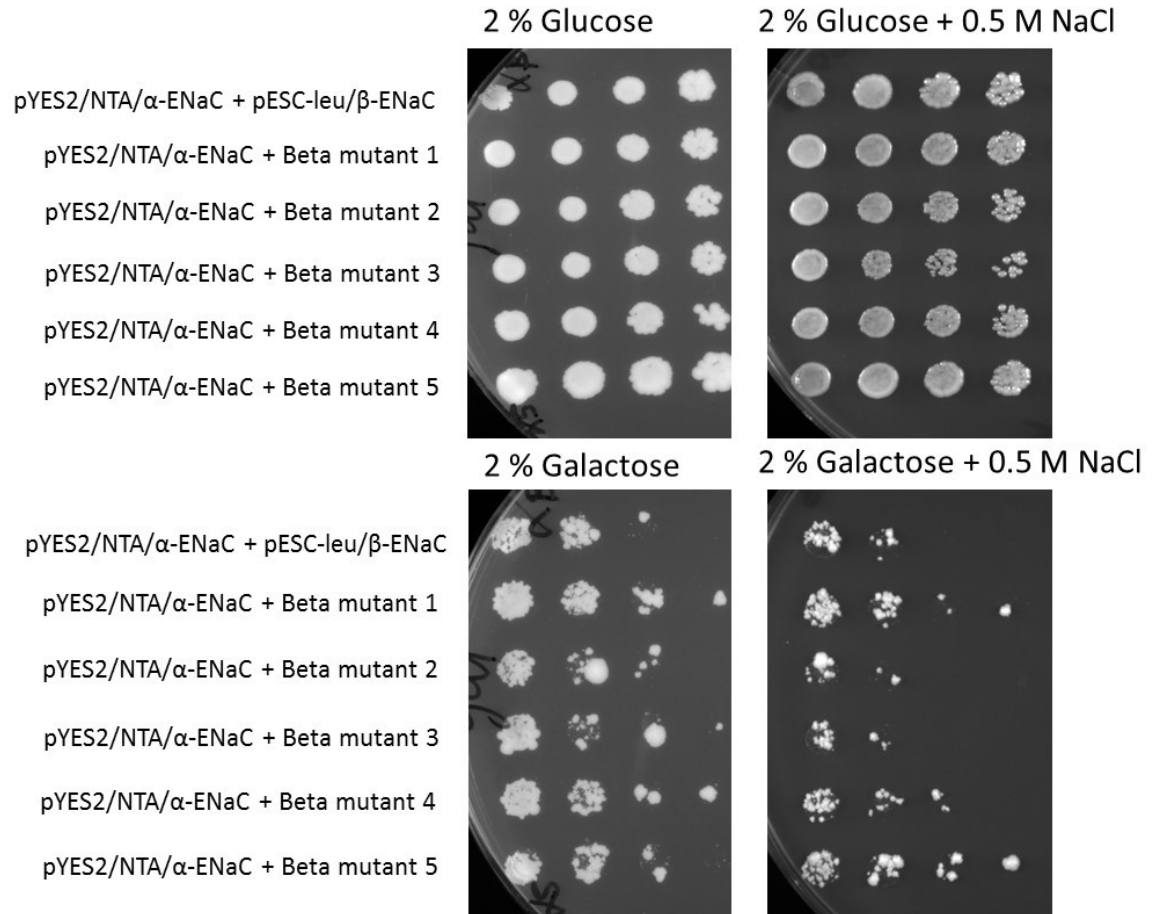 2 % Glucose
2 % Glucose + 0.5 M NaCl
pYES2/NTA/α-ENaC + pESC-leu/β-ENaC
pYES2/NTA/α-ENaC + Beta mutant 1
pYES2/NTA/α-ENaC + Beta mutant 2
pYES2/NTA/α-ENaC + Beta mutant 3
pYES2/NTA/α-ENaC + Beta mutant 4
pYES2/NTA/α-ENaC + Beta mutant 5
2 % Galactose
2 % Galactose + 0.5 M NaCl
pYES2/NTA/α-ENaC + pESC-leu/β-ENaC
pYES2/NTA/α-ENaC + Beta mutant 1
pYES2/NTA/α-ENaC + Beta mutant 2
pYES2/NTA/α-ENaC + Beta mutant 3
pYES2/NTA/α-ENaC + Beta mutant 4
pYES2/NTA/α-ENaC + Beta mutant 5